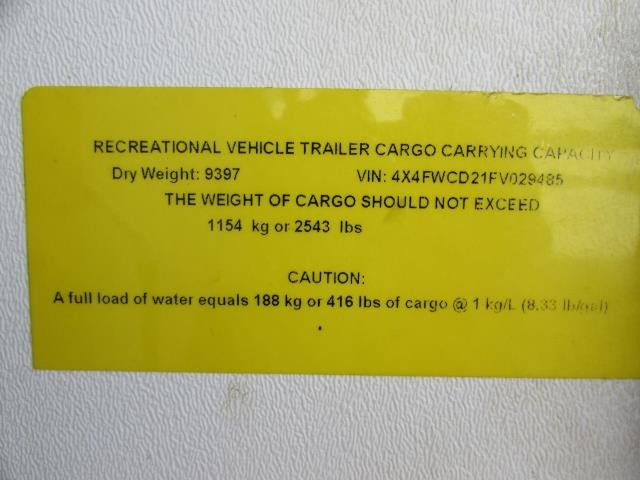 RECREATIONAL VEHICLE TRAILER CARGO CARRYING CAPACITY
Dry Weight: 9397 VIN: 4X4FWCD21FV029485
THE WEIGHT OF CARGO SHOULD NOT EXCEED
1154 kg or 2543 lbs
CAUTION:
A full load of water equals 188 kg or 416 lbs of cargo @ 1 kg/L (8.33 lb/gal)